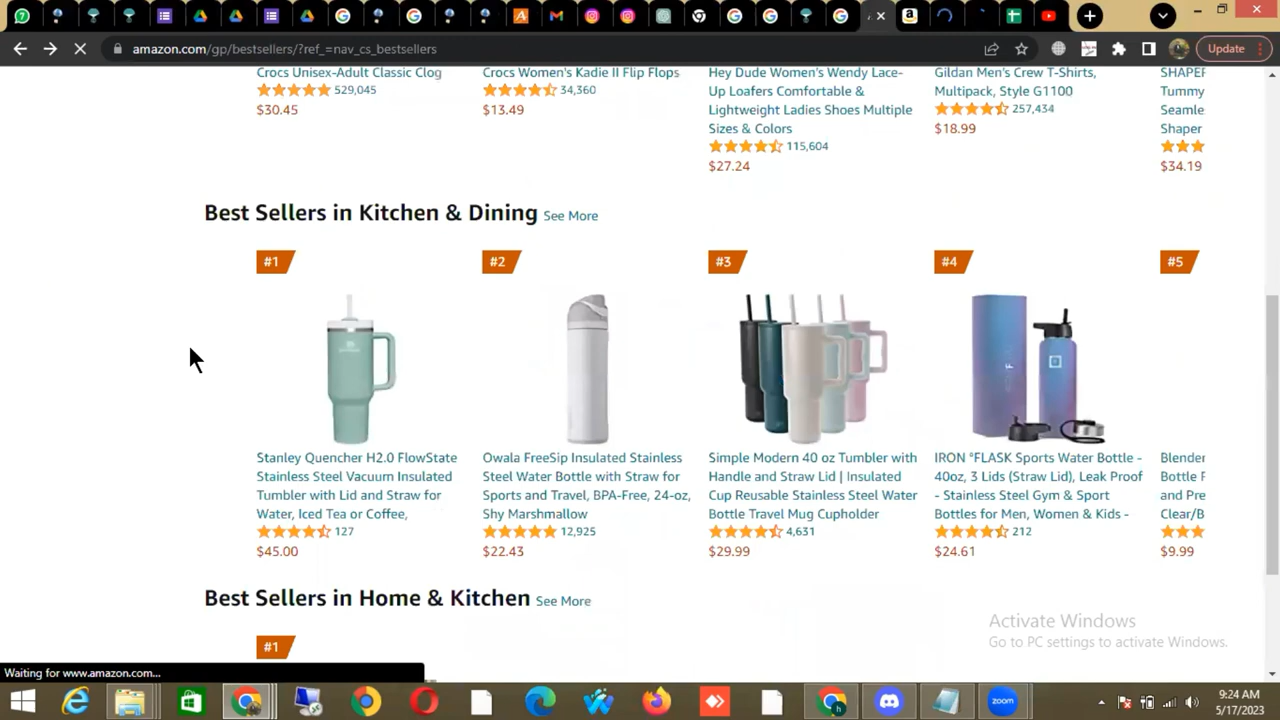 amazon.com/gp/bestsellers/?ref_=nav_cs_bestsellers
Update
Crocs Unisex-Adult Classic Clog
529,045
$30.45
Crocs Women's Kadie II Flip Flops
34,360
$13.49
Hey Dude Women's Wendy Lace-
Up Loafers Comfortable &
Lightweight Ladies Shoes Multiple
Sizes & Colors
115,604
$27.24
Gildan Men's Crew T-Shirts,
Multipack, Style G1100
257,434
$18.99
SHAPER
Tummy
Seamle
Shaper
$34.19
Best Sellers in Kitchen & Dining See More
#1
#2
#3
#4
#5
Stanley Quencher H2.0 FlowState
Stainless Steel Vacuum Insulated
Tumbler with Lid and Straw for
Water, Iced Tea or Coffee,
127
$45.00
Owala FreeSip Insulated Stainless
Steel Water Bottle with Straw for
Sports and Travel, BPA-Free, 24-oz,
Shy Marshmallow
12,925
$22.43
Simple Modern 40 oz Tumbler with
Handle and Straw Lid | Insulated
Cup Reusable Stainless Steel Water
Bottle Travel Mug Cupholder
4,631
$29.99
IRON °FLASK Sports Water Bottle -
40oz, 3 Lids (Straw Lid), Leak Proof
- Stainless Steel Gym & Sport
Bottles for Men, Women & Kids -
212
$24.61
Blender
Bottle F
and Pre
Clear/B
$9.99
Best Sellers in Home & Kitchen See More
#1
Activate Windows
Go to PC settings to activate Windows.
Waiting for www.amazon.com...
zoom
9:24 AM
5/17/2023